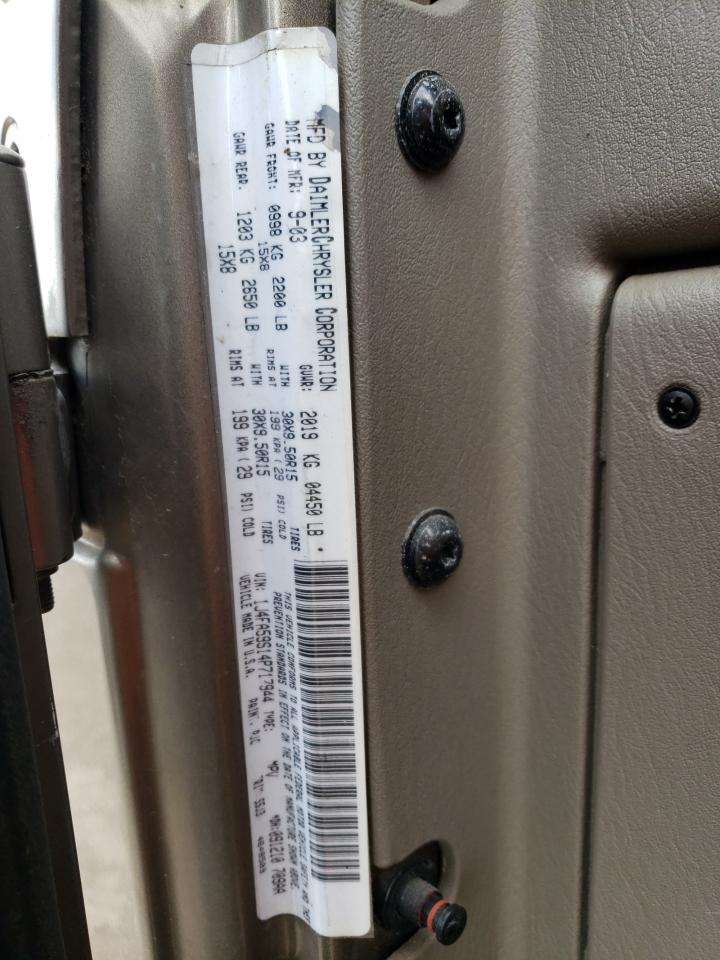 MFD BY DAIMLERCHRYSLER CORPORATION
DATE OF MFR: 9-03 GVWR: 2019 KG 04450 LB
GAWR FRONT: 0998 KG 2200 LB WITH 30X9.50R15 TIRES
15X8 RIMS AT 199 KPA ( 29 PSI) COLD
GAWR REAR: 1203 KG 2650 LB WITH 30X9.50R15 TIRES
15X8 RIMS AT 199 KPA ( 29 PSI) COLD
THIS VEHICLE CONFORMS TO ALL APPLICABLE FEDERAL MOTOR VEHICLE SAFETY AND THEFT
PREVENTION STANDARDS IN EFFECT ON THE DATE OF MANUFACTURE SHOWN ABOVE.
VIN: 1J4FA59S14P717944 TYPE: MPV MDH:091210 709AA
VEHICLE MADE IN U.S.A.